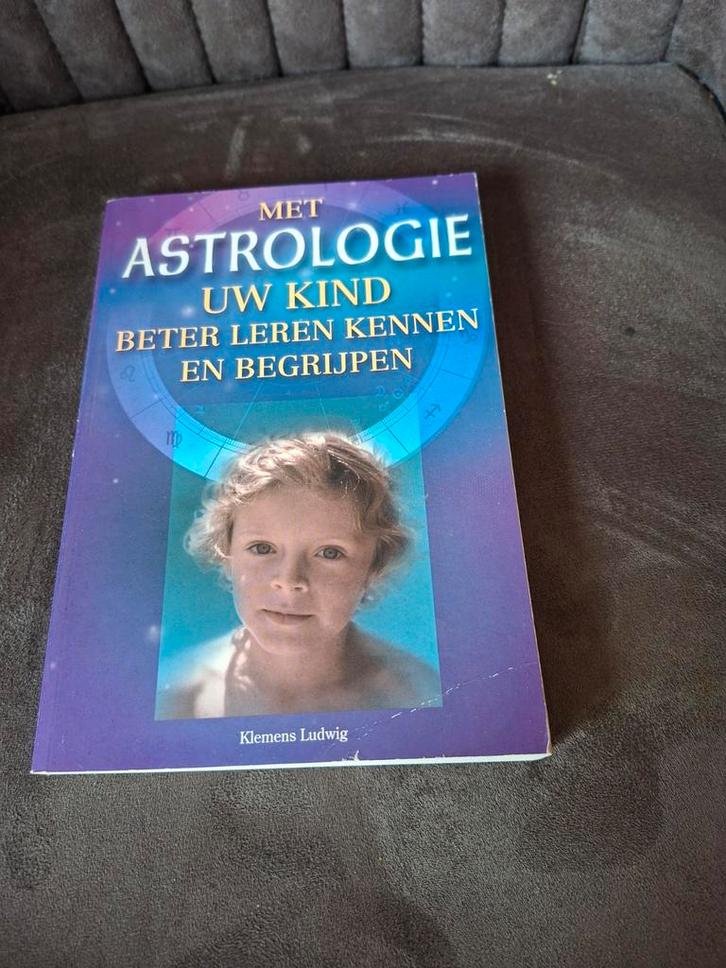 MET
ASTROLOGIE
UW KIND
BETER LEREN KENNEN
EN BEGRIJPEN
Klemens Ludwig